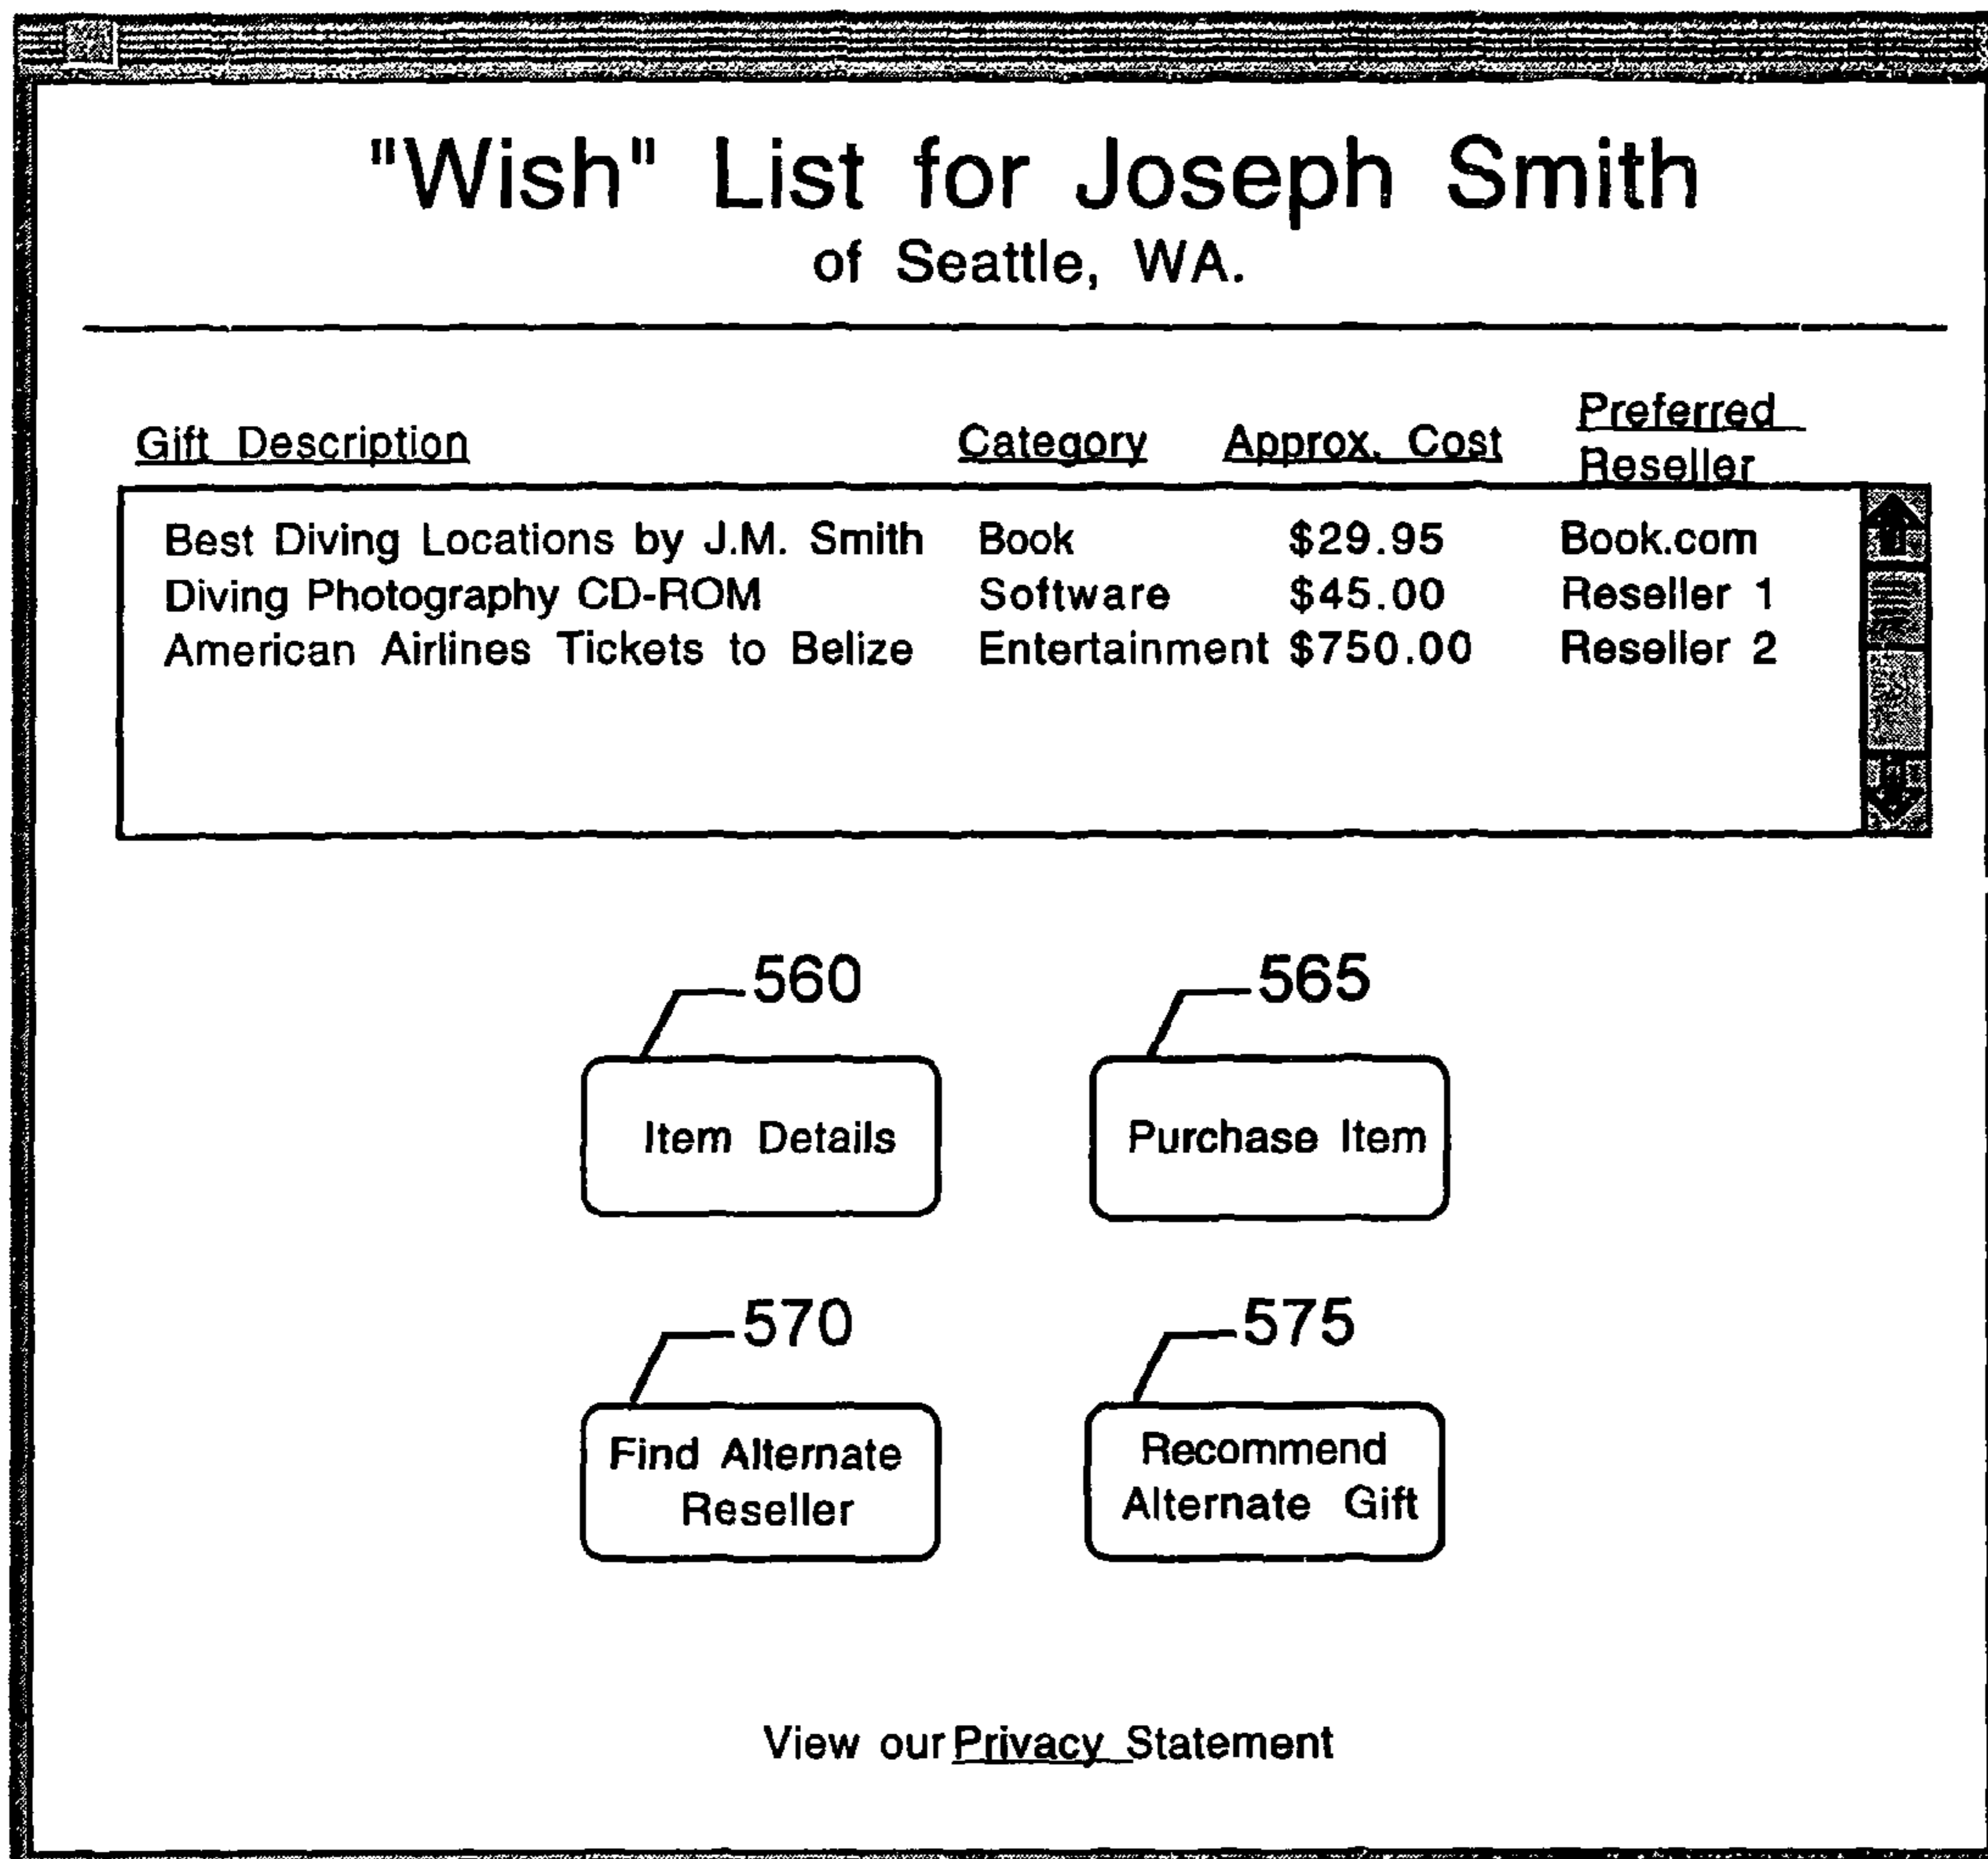 "Wish" List for Joseph Smith
of Seattle, WA.
Gift Description Category Approx. Cost Preferred Reseller
Best Diving Locations by J.M. Smith Book $29.95 Book.com
Diving Photography CD-ROM Software $45.00 Reseller 1
American Airlines Tickets to Belize Entertainment $750.00 Reseller 2
560 565
Item Details Purchase Item
570 575
Find Alternate Reseller
Recommend Alternate Gift
View our Privacy Statement